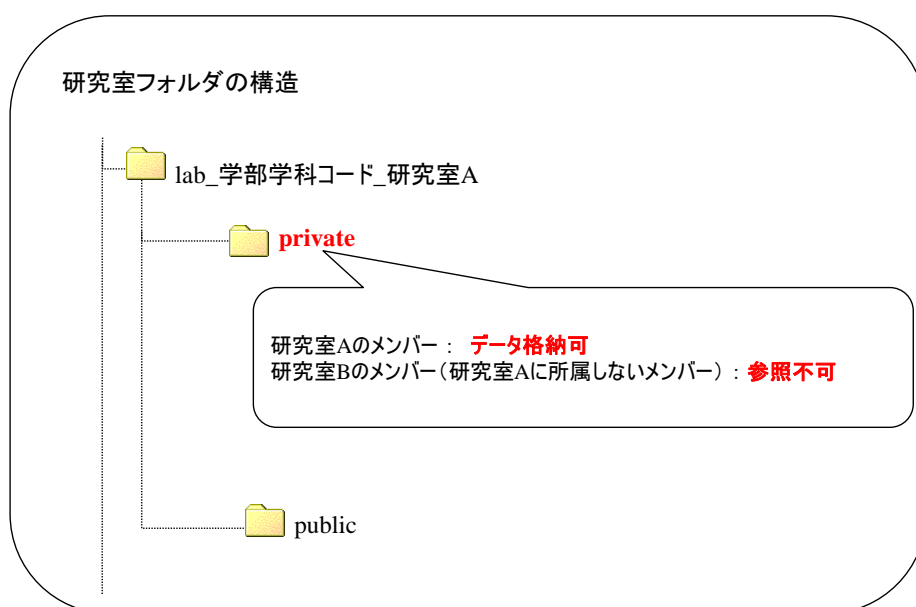 研究室フォルダの構造
lab_学部学科コード_研究室A
private
研究室Aのメンバー： データ格納可
研究室Bのメンバー（研究室Aに所属しないメンバー）：参照不可
public